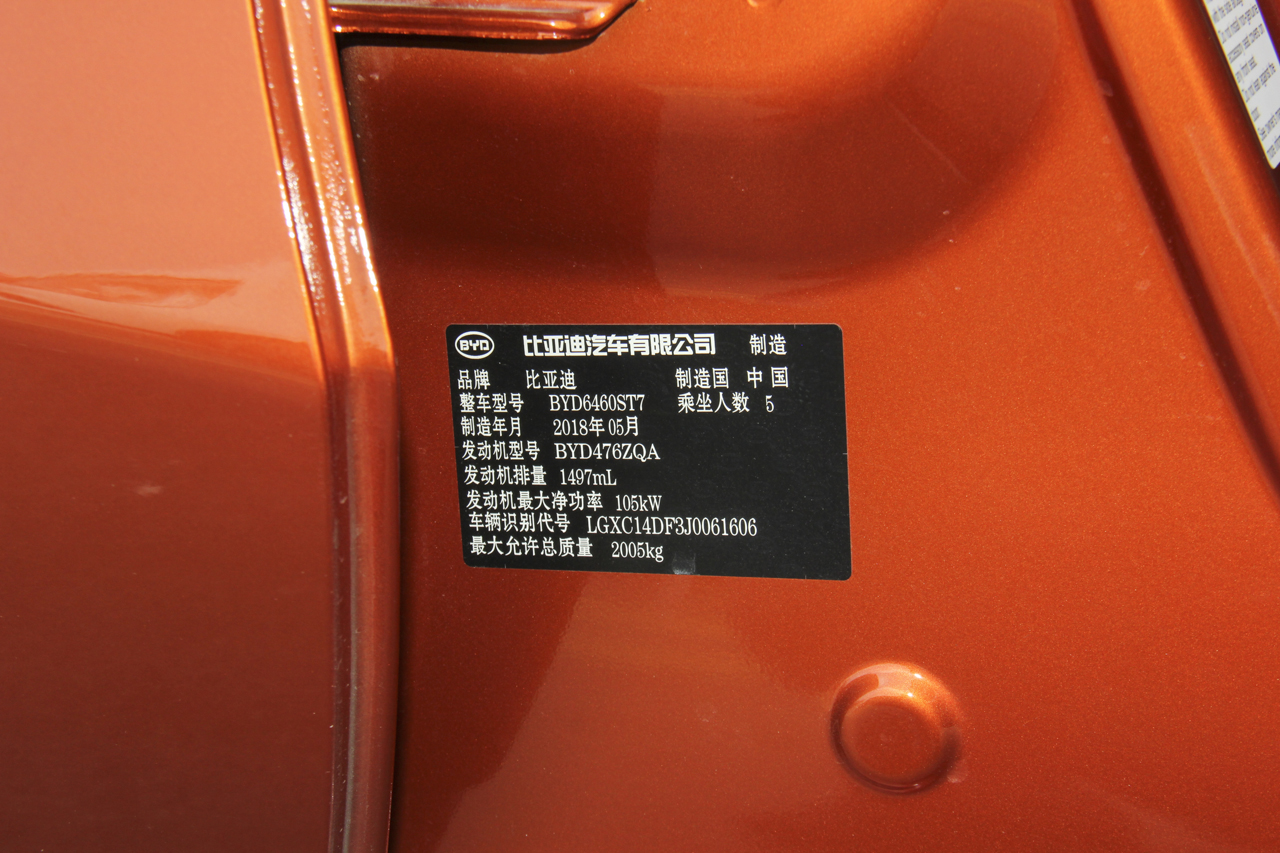 BYD 比亚迪汽车有限公司 制造
品牌 比亚迪 制造国 中国
整车型号 BYD6460ST7 乘坐人数 5
制造年月 2018年05月
发动机型号 BYD476ZQA
发动机排量 1497mL
发动机最大净功率 105kW
车辆识别代号 LGXC14DF3J0061606
最大允许总质量 2005kg